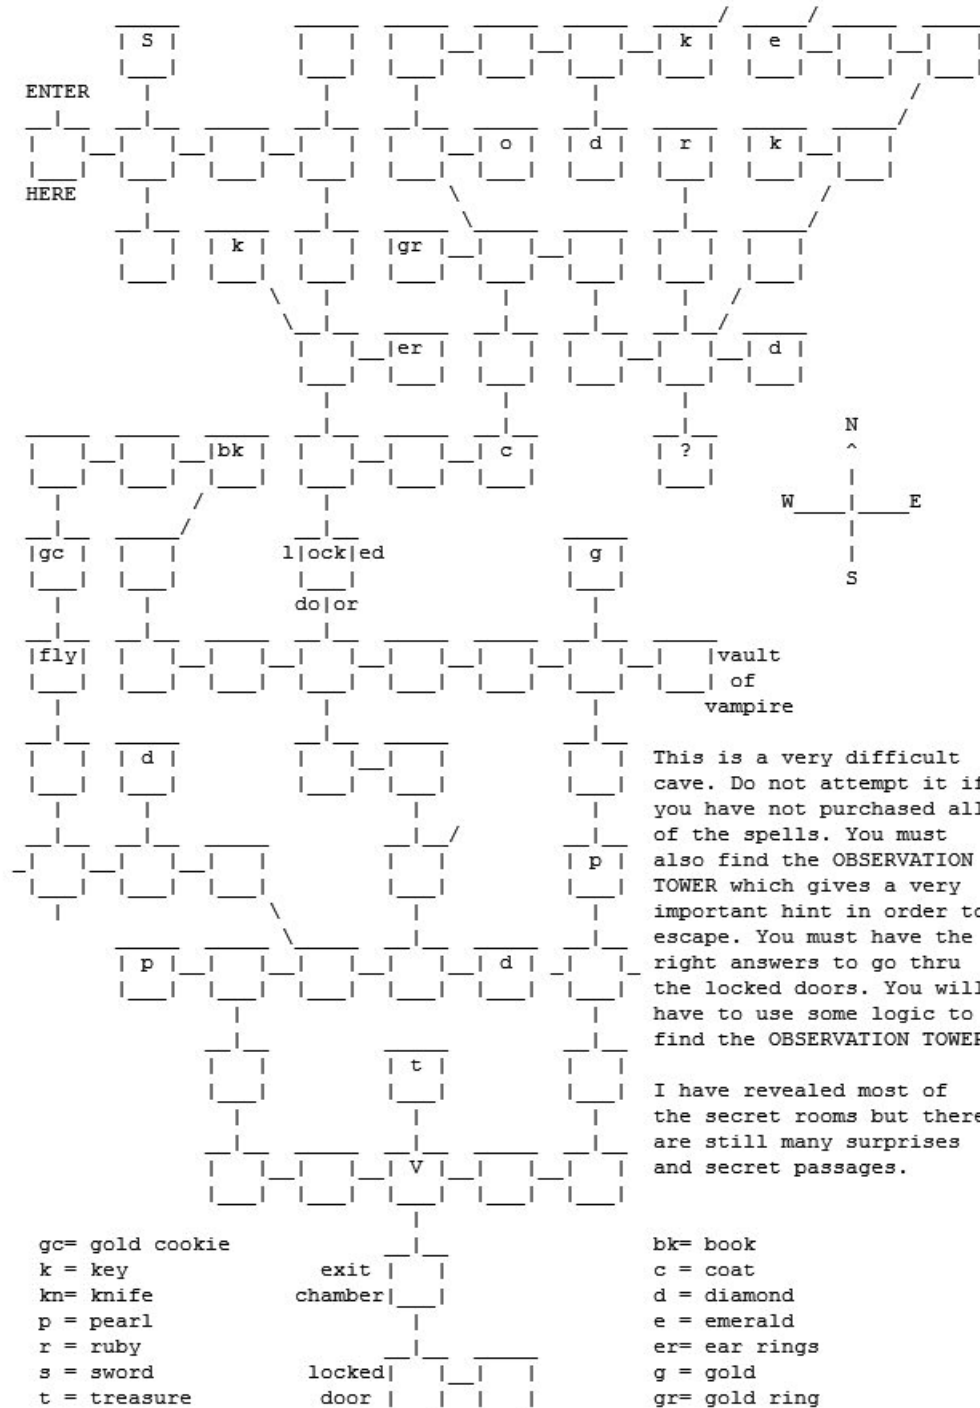 S k e
ENTER
o d r k
HERE
k gr
er d
N
bk c ? ^
W E
gc locked g
S
door
fly vault
of
vampire
d This is a very difficult
cave. Do not attempt it if
you have not purchased all
of the spells. You must
p also find the OBSERVATION
TOWER which gives a very
important hint in order to
escape. You must have the
p d right answers to go thru
the locked doors. You will
have to use some logic to
find the OBSERVATION TOWER
t I have revealed most of
the secret rooms but there
are still many surprises
V and secret passages.
gc= gold cookie bk= book
k = key exit c = coat
kn= knife chamber d = diamond
p = pearl e = emerald
r = ruby er= ear rings
s = sword locked g = gold
t = treasure door gr= gold ring